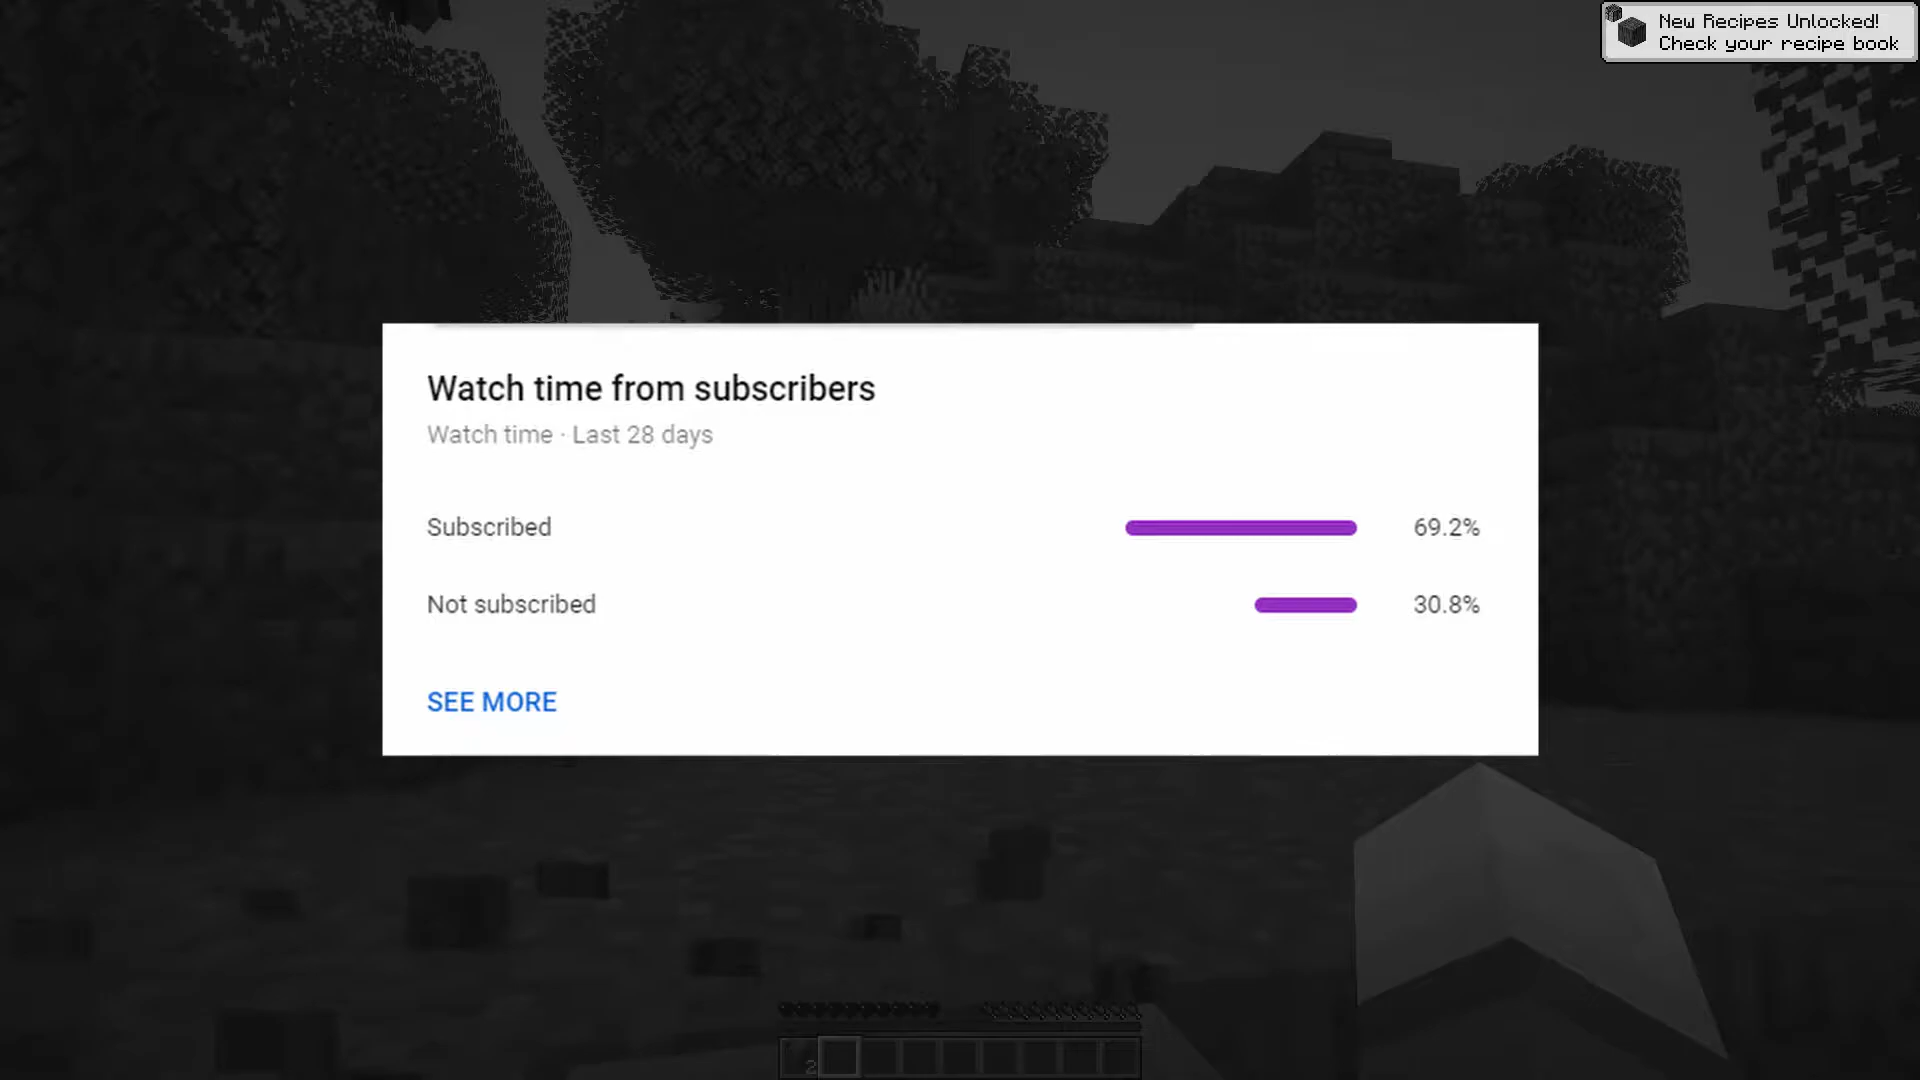 New Recipes Unlocked!
Check your recipe book
Watch time from subscribers
Watch time · Last 28 days
Subscribed
69.2%
Not subscribed
30.8%
SEE MORE
2